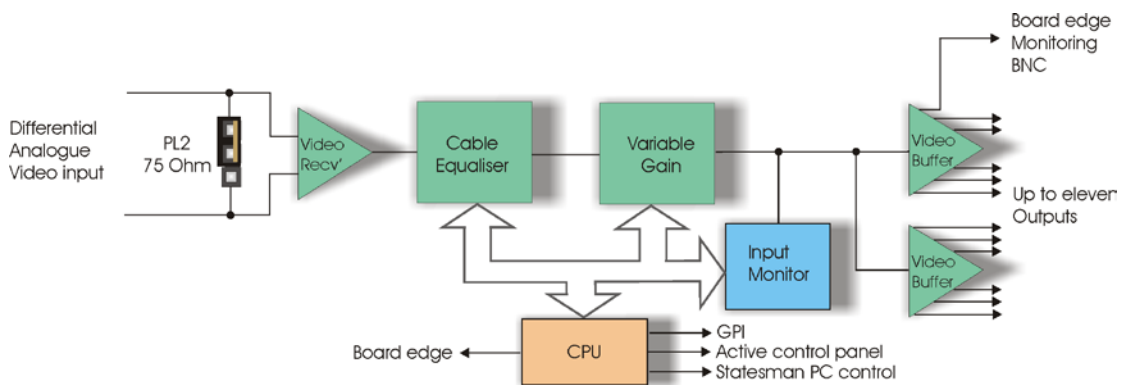 Board edge
Monitoring
BNC
Differential
Analogue
Video input
PL2
75 Ohm
Video
Recv'
Cable
Equaliser
Variable
Gain
Video
Buffer
Up to eleven
Outputs
Input
Monitor
Video
Buffer
CPU
Board edge
GPI
Active control panel
Statesman PC control